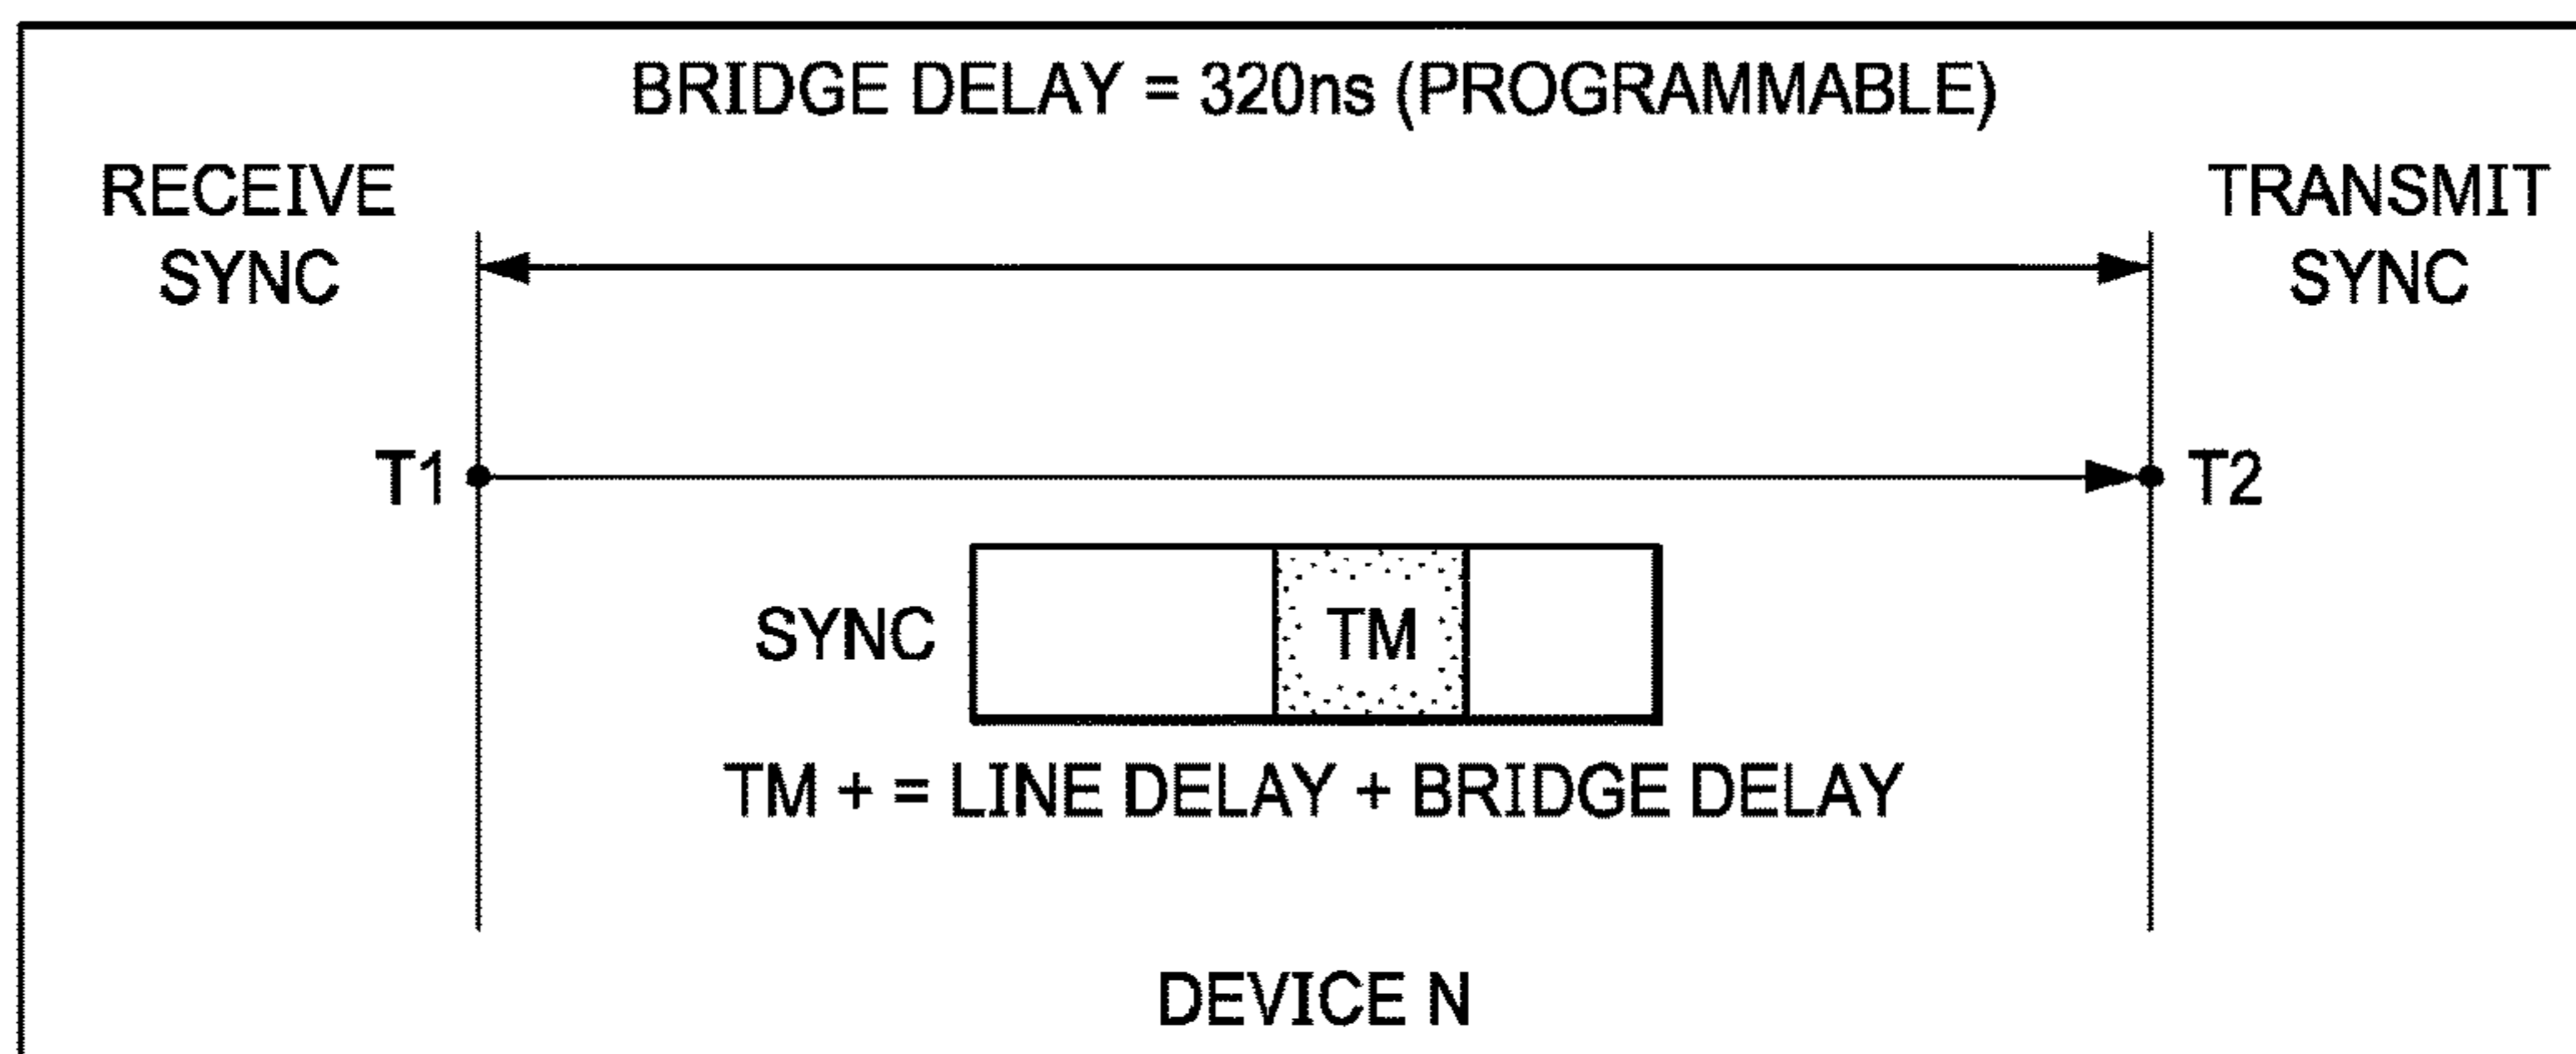 BRIDGE DELAY = 320ns (PROGRAMMABLE)
RECEIVE
SYNC
TRANSMIT
SYNC
T1
T2
SYNC
TM
TM + = LINE DELAY + BRIDGE DELAY
DEVICE N